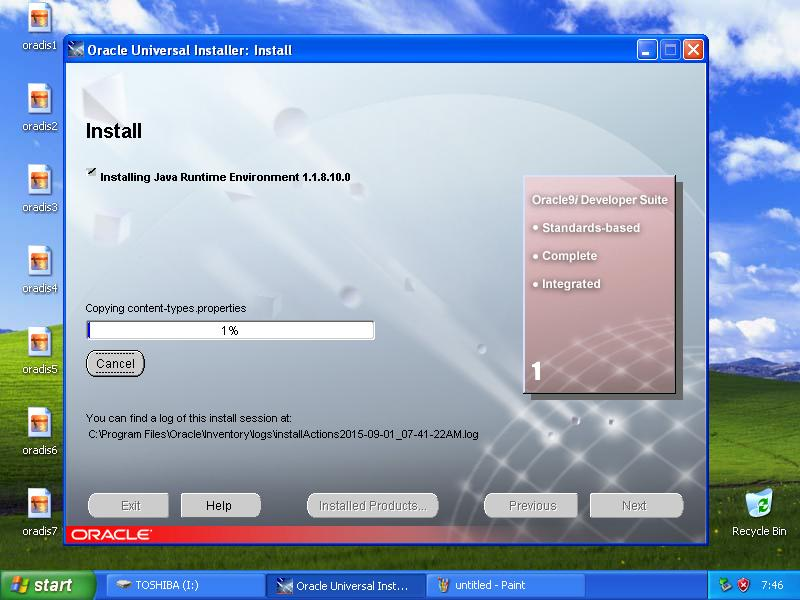 oradis1
oradis2
oradis3
oradis4
oradis5
oradis6
oradis7
Oracle Universal Installer: Install
Install
Installing Java Runtime Environment 1.1.8.10.0
Oracle9i Developer Suite
• Standards-based
• Complete
• Integrated
1
Copying content-types.properties
1%
Cancel
You can find a log of this install session at:
C:\Program Files\Oracle\Inventory\logs\installActions2015-09-01_07-41-22AM.log
Exit
Help
Installed Products...
Previous
Next
ORACLE
Recycle Bin
start
TOSHIBA (I:)
Oracle Universal Inst...
untitled - Paint
7:46